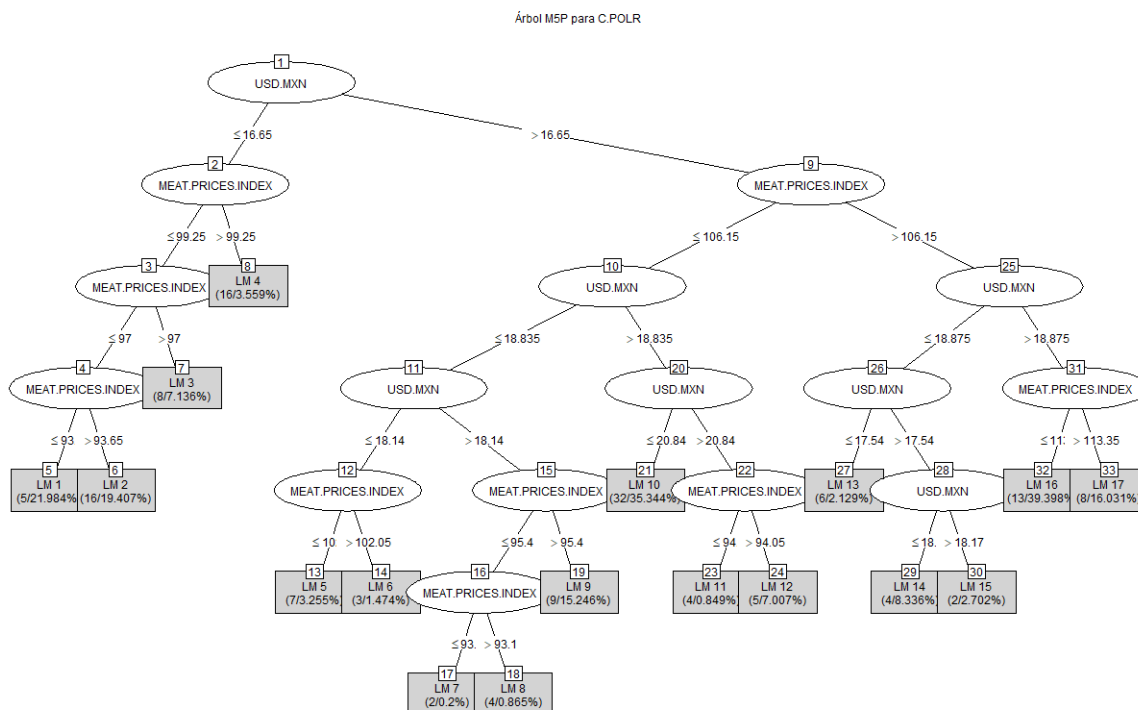 Árbol M5P para C.POLR
1
USD.MXN
≤ 16.65
> 16.65
2
MEAT.PRICES.INDEX
9
MEAT.PRICES.INDEX
≤ 99.25
> 99.25
≤ 106.15
> 106.15
3
MEAT.PRICES.INDEX
8
LM 4
(16/3.559%)
10
USD.MXN
25
USD.MXN
≤ 97
> 97
≤ 18.835
> 18.835
≤ 18.875
> 18.875
4
MEAT.PRICES.INDEX
7
LM 3
(8/7.136%)
11
USD.MXN
20
USD.MXN
26
USD.MXN
31
MEAT.PRICES.INDEX
≤ 93
> 93.65
≤ 18.14
> 18.14
≤ 20.84
> 20.84
≤ 17.54
> 17.54
≤ 11
> 113.35
5
LM 1
(5/21.984%)
6
LM 2
(16/19.407%)
12
MEAT.PRICES.INDEX
15
MEAT.PRICES.INDEX
21
LM 10
(32/35.344%)
22
MEAT.PRICES.INDEX
27
LM 13
(6/2.129%)
28
USD.MXN
32
LM 16
(13/39.398%)
33
LM 17
(8/16.031%)
≤ 10.
> 102.05
≤ 95.4
> 95.4
≤ 94
> 94.05
≤ 18.
> 18.17
13
LM 5
(7/3.255%)
14
LM 6
(3/1.474%)
16
MEAT.PRICES.INDEX
19
LM 9
(9/15.246%)
23
LM 11
(4/0.849%)
24
LM 12
(5/7.007%)
29
LM 14
(4/8.336%)
30
LM 15
(2/2.702%)
≤ 93.
> 93.1
17
LM 7
(2/0.2%)
18
LM 8
(4/0.865%)